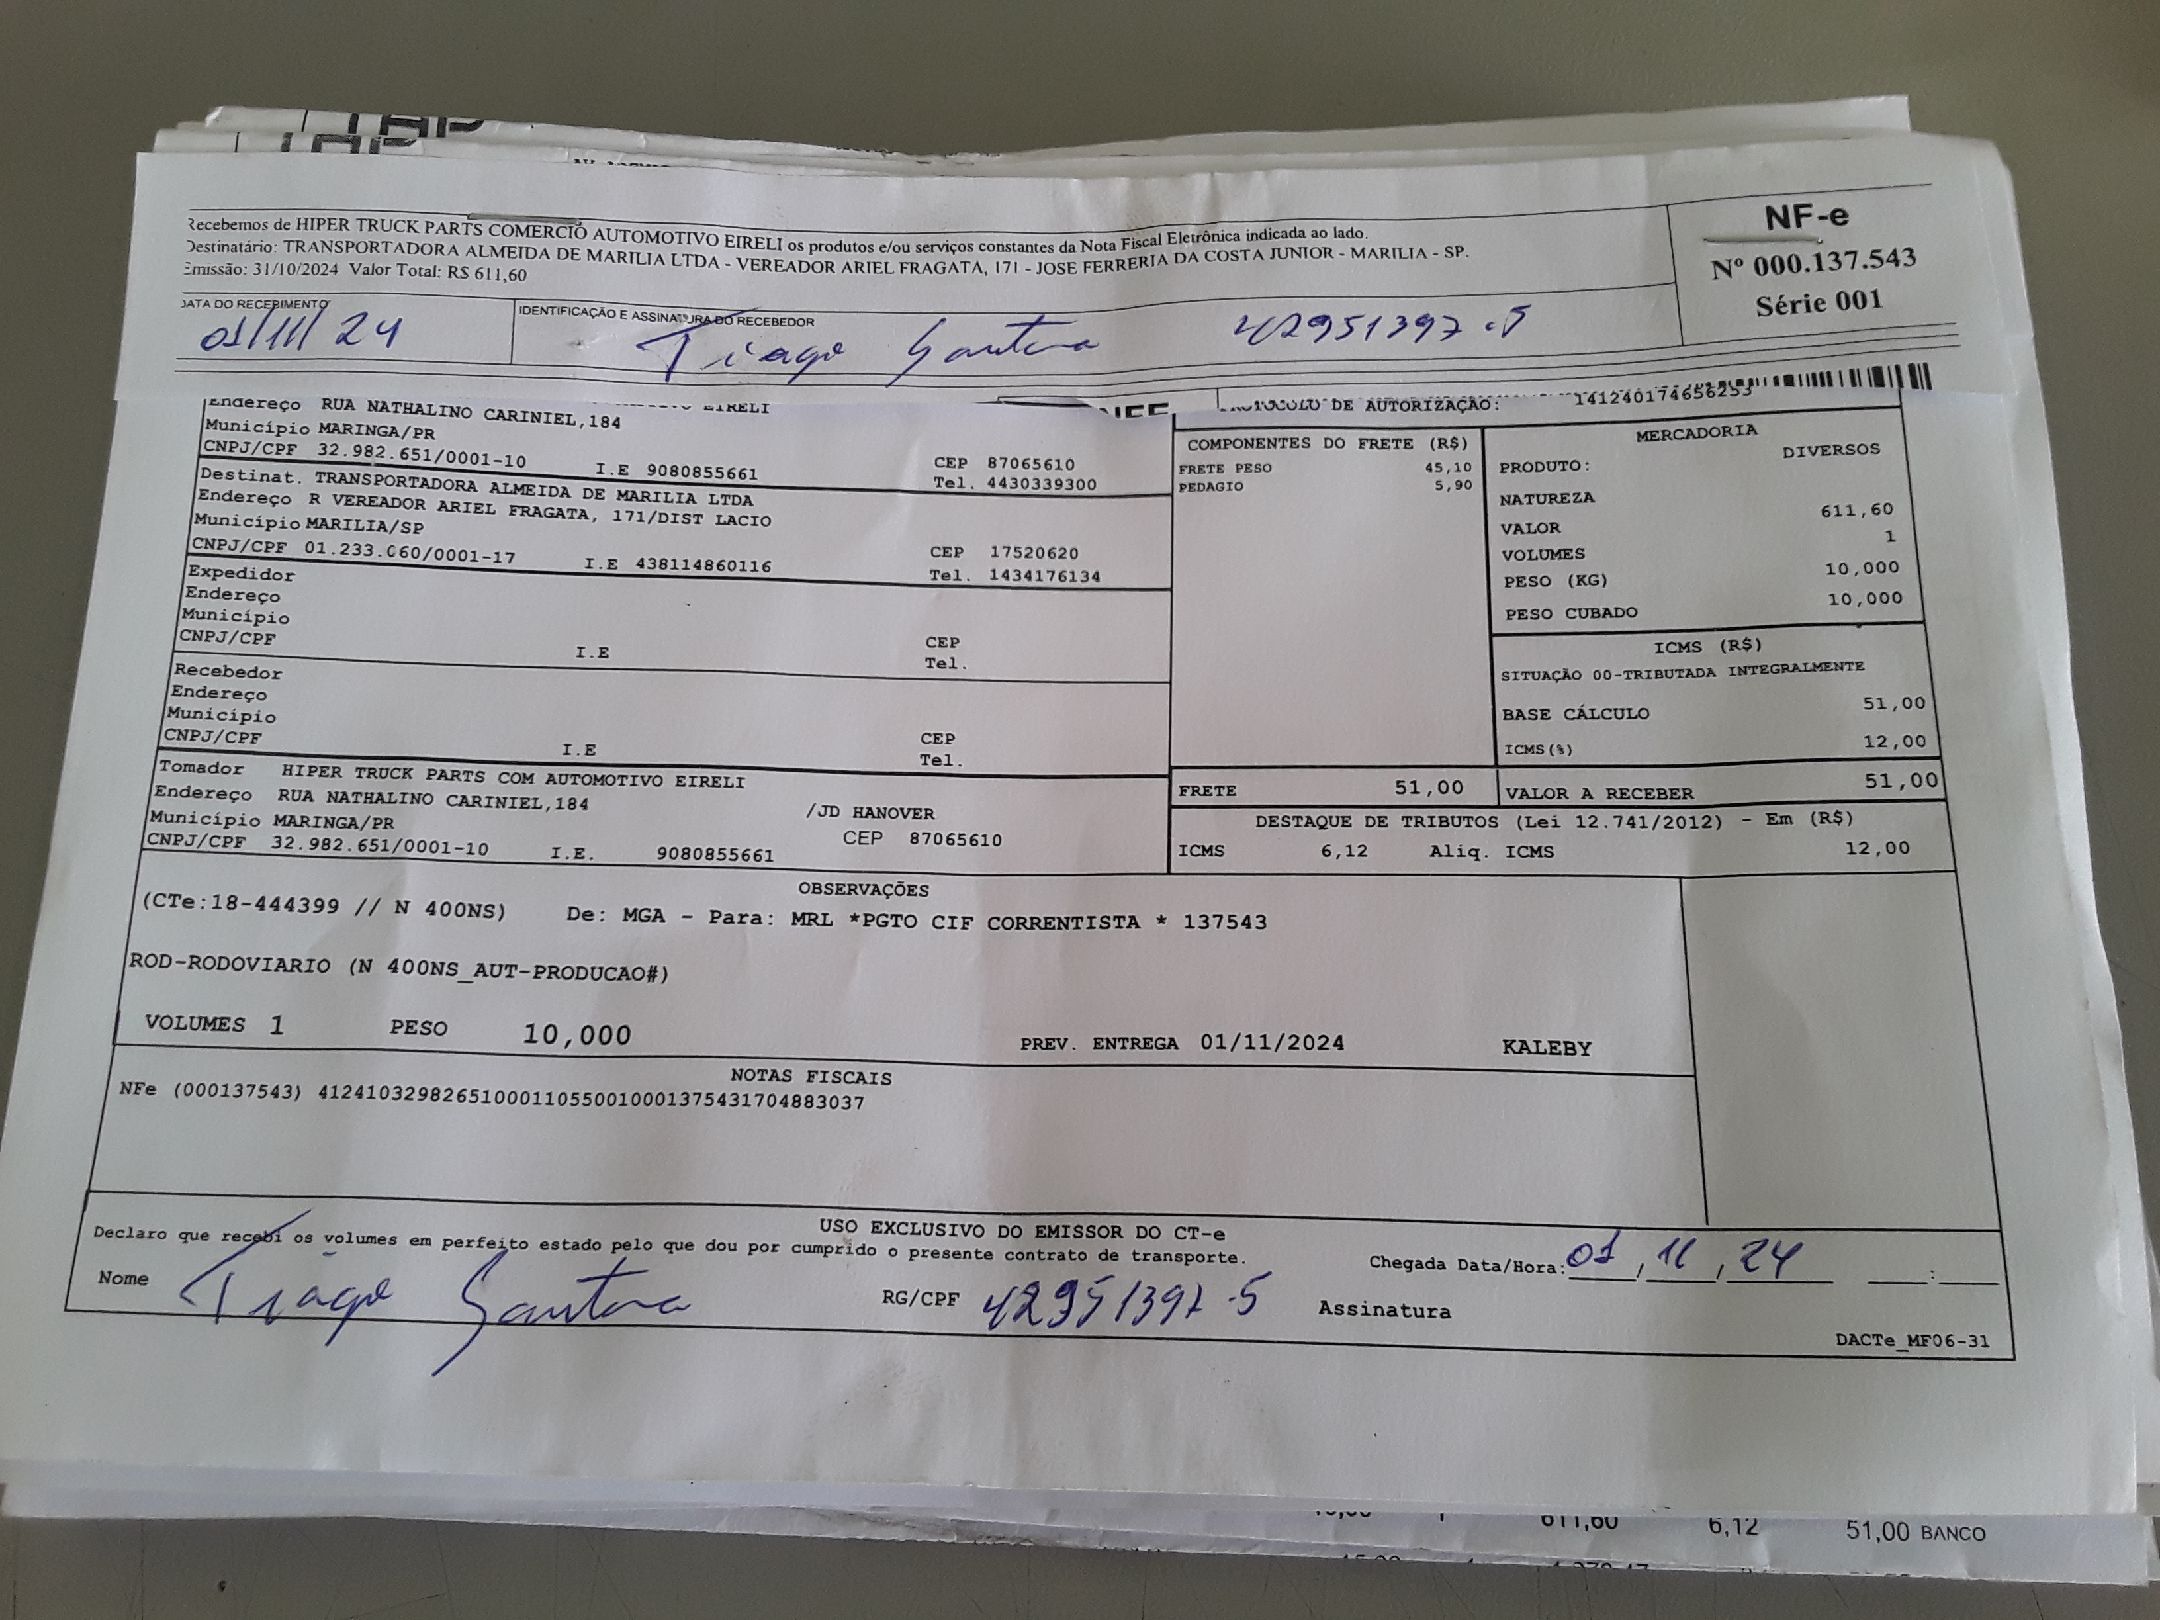 Recebemos de HIPER TRUCK PARTS COMERCIO AUTOMOTIVO EIRELI os produtos e/ou serviços constantes da Nota Fiscal Eletrônica indicada ao lado.
Destinatário: TRANSPORTADORA ALMEIDA DE MARILIA LTDA - VEREADOR ARIEL FRAGATA, 171 - JOSE FERRERIA DA COSTA JUNIOR - MARILIA - SP.
Emissão: 31/10/2024 Valor Total: R$ 611,60
NF-e
Nº 000.137.543
Série 001
DATA DO RECEBIMENTO
01/11/24
IDENTIFICAÇÃO E ASSINATURA DO RECEBEDOR
Tiago Santana 42951397-5
EIRELI
Endereço RUA NATHALINO CARINIEL,184
Município MARINGA/PR
CNPJ/CPF 32.982.651/0001-10 I.E 9080855661
CEP 87065610
Tel. 4430339300
Destinat. TRANSPORTADORA ALMEIDA DE MARILIA LTDA
Endereço R VEREADOR ARIEL FRAGATA, 171/DIST LACIO
Município MARILIA/SP
CNPJ/CPF 01.233.060/0001-17 I.E 438114860116
CEP 17520620
Tel. 1434176134
Expedidor
Endereço
Município
CNPJ/CPF I.E
CEP
Tel.
Recebedor
Endereço
Município
CNPJ/CPF I.E
CEP
Tel.
Tomador HIPER TRUCK PARTS COM AUTOMOTIVO EIRELI
Endereço RUA NATHALINO CARINIEL,184 /JD HANOVER
Município MARINGA/PR CEP 87065610
CNPJ/CPF 32.982.651/0001-10 I.E. 9080855661
PROTOCOLO DE AUTORIZAÇÃO: 141240174656253
COMPONENTES DO FRETE (R$)
FRETE PESO 45,10
PEDAGIO 5,90
MERCADORIA
PRODUTO: DIVERSOS
NATUREZA
VALOR 611,60
VOLUMES 1
PESO (KG) 10,000
PESO CUBADO 10,000
ICMS (R$)
SITUAÇÃO 00-TRIBUTADA INTEGRALMENTE
BASE CÁLCULO 51,00
ICMS(%) 12,00
FRETE 51,00
VALOR A RECEBER 51,00
DESTAQUE DE TRIBUTOS (Lei 12.741/2012) - Em (R$)
ICMS 6,12 Aliq. ICMS 12,00
OBSERVAÇÕES
(CTe:18-444399 // N 400NS) De: MGA - Para: MRL *PGTO CIF CORRENTISTA * 137543
ROD-RODOVIARIO (N 400NS_AUT-PRODUCAO#)
VOLUMES 1 PESO 10,000 PREV. ENTREGA 01/11/2024 KALEBY
NOTAS FISCAIS
NFe (000137543) 41241032982651000110550010001375431704883037
USO EXCLUSIVO DO EMISSOR DO CT-e
Declaro que recebi os volumes em perfeito estado pelo que dou por cumprido o presente contrato de transporte.
Chegada Data/Hora: 01,11,24 :
Nome Tiago Santana RG/CPF 42951397-5 Assinatura
DACTe_MF06-31
611,60 6,12 51,00 BANCO